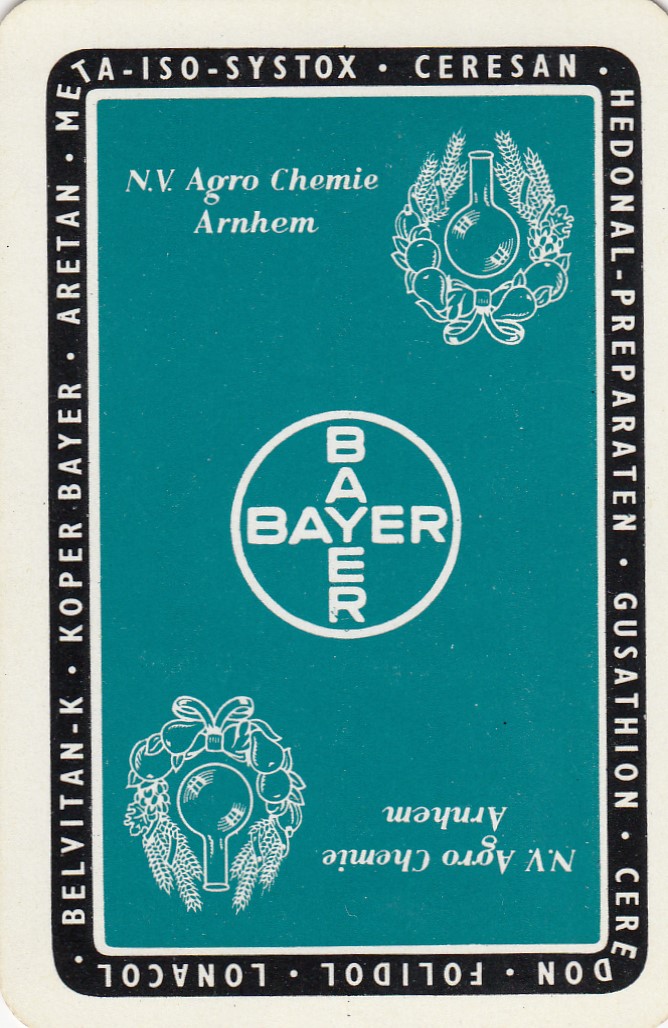 META-ISO-SYSTOX • CERESAN •
HEDONAL-PREPARATEN • GUSATHION • CEREDON •
FOLIDOL • LONACOL •
BELVITAN-K • KOPER BAYER • ARETAN •
N.V. Agro Chemie
Arnhem
BAYER
BAYER
N.V. Agro Chemie
Arnhem